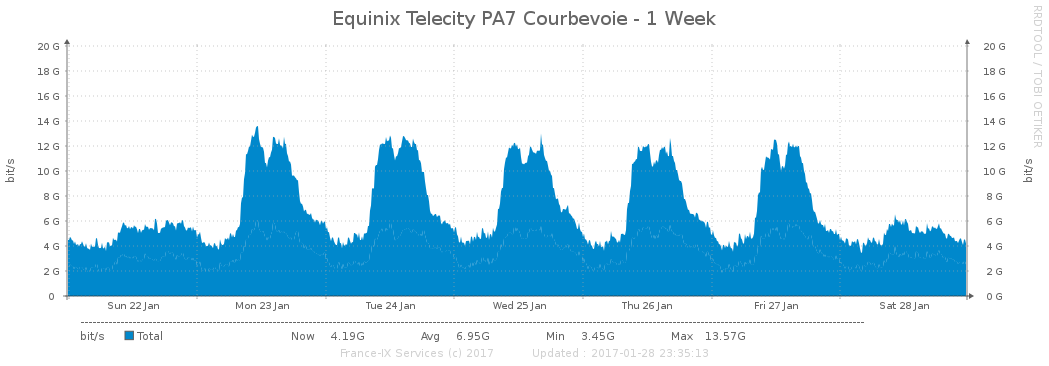 Equinix Telecity PA7 Courbevoie - 1 Week
RRDTOOL / TOBI OETIKER
bit/s
20 G 20 G
18 G 18 G
16 G 16 G
14 G 14 G
12 G 12 G
10 G 10 G
8 G 8 G
6 G 6 G
4 G 4 G
2 G 2 G
0 0 G
bit/s
Sun 22 Jan Mon 23 Jan Tue 24 Jan Wed 25 Jan Thu 26 Jan Fri 27 Jan Sat 28 Jan
bit/s Total Now 4.19G Avg 6.95G Min 3.45G Max 13.57G
France-IX Services (c) 2017 Updated : 2017-01-28 23:35:13